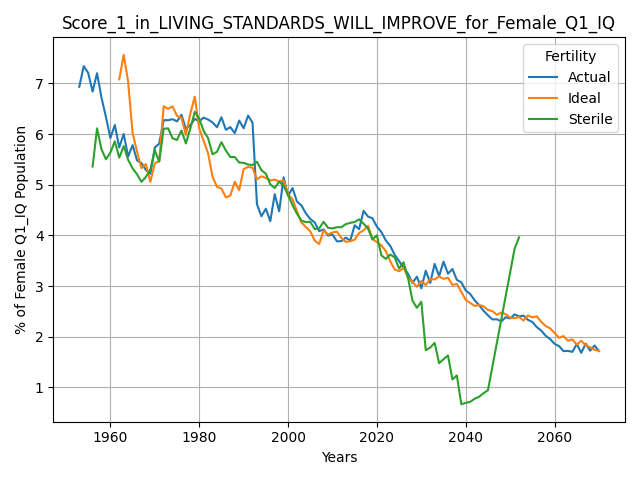 Score_1_in_LIVING_STANDARDS_WILL_IMPROVE_for_Female_Q1_IQ
Fertility
Actual
Ideal
Sterile
% of Female Q1_IQ Population
7
6
5
4
3
2
1
1960 1980 2000 2020 2040 2060
Years